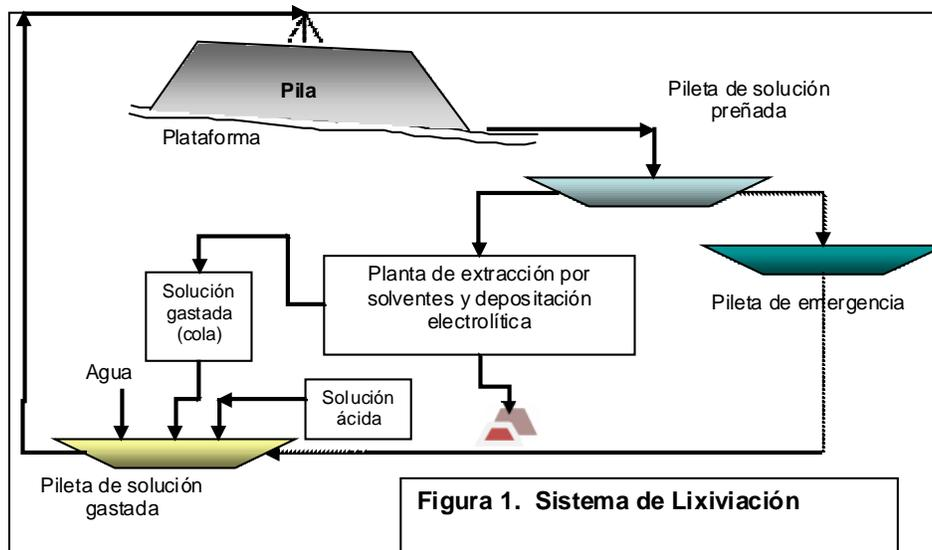 Pila
Plataforma
Pileta de solución
preñada
Planta de extracción por
solventes y depositación
electrolítica
Pileta de emergencia
Solución
gastada
(cola)
Agua
Solución
ácida
Pileta de solución
gastada
Figura 1. Sistema de Lixiviación